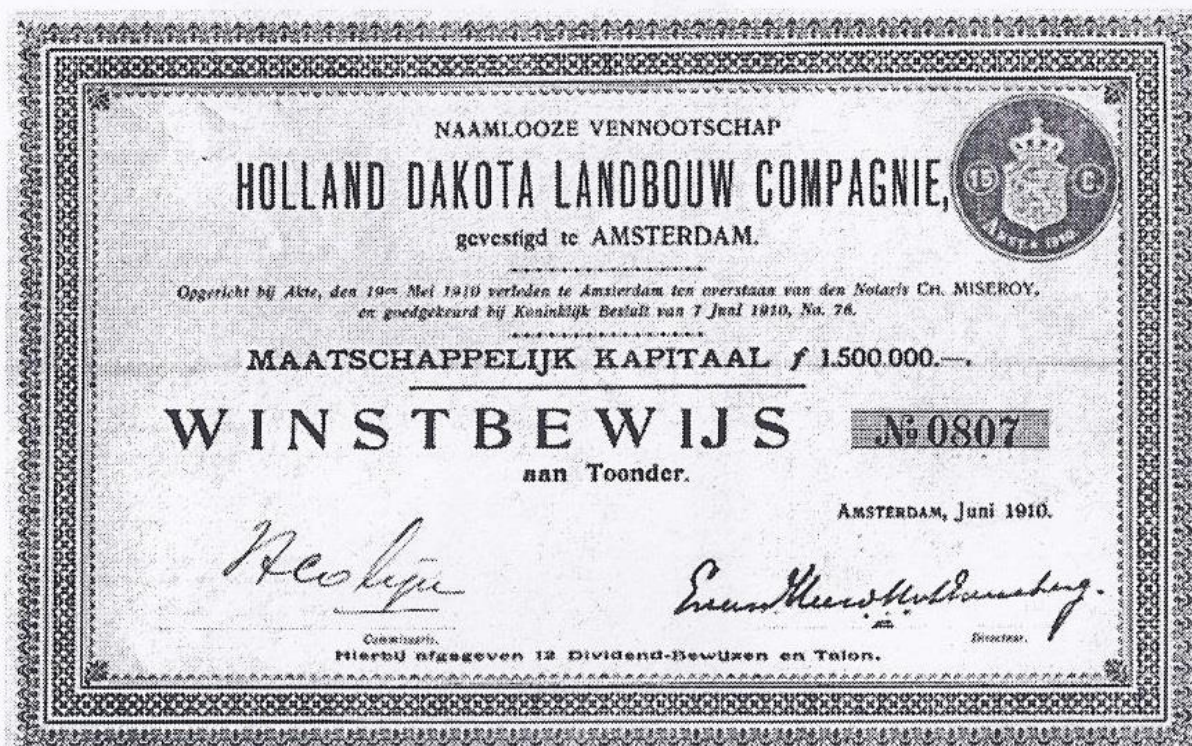 NAAMLOOZE VENNOOTSCHAP
HOLLAND DAKOTA LANDBOUW COMPAGNIE,
gevestigd te AMSTERDAM.
15 C.
Opgericht bij Akte, den 19en Mei 1910 verleden te Amsterdam ten overstaan van den Notaris CH. MISEROY,
en goedgekeurd bij Koninklijk Besluit van 7 Juni 1910, No. 76.
MAATSCHAPPELIJK KAPITAAL ƒ 1.500.000.—.
WINSTBEWIJS № 0807
aan Toonder.
AMSTERDAM, Juni 1910.
Commissaris. Directeur.
Hierbij afgegeven 12 Dividend-Bewijzen en Talon.